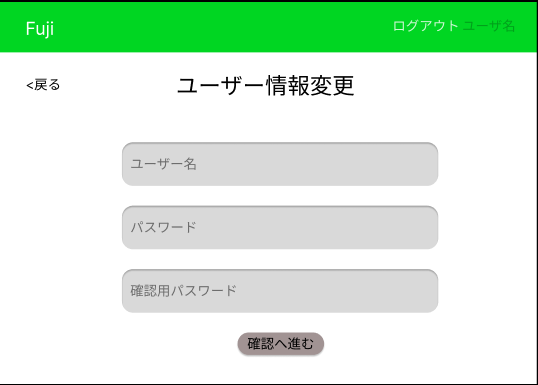 Fuji
ログアウト ユーザ名
<戻る
ユーザー情報変更
ユーザー名
パスワード
確認用パスワード
確認へ進む